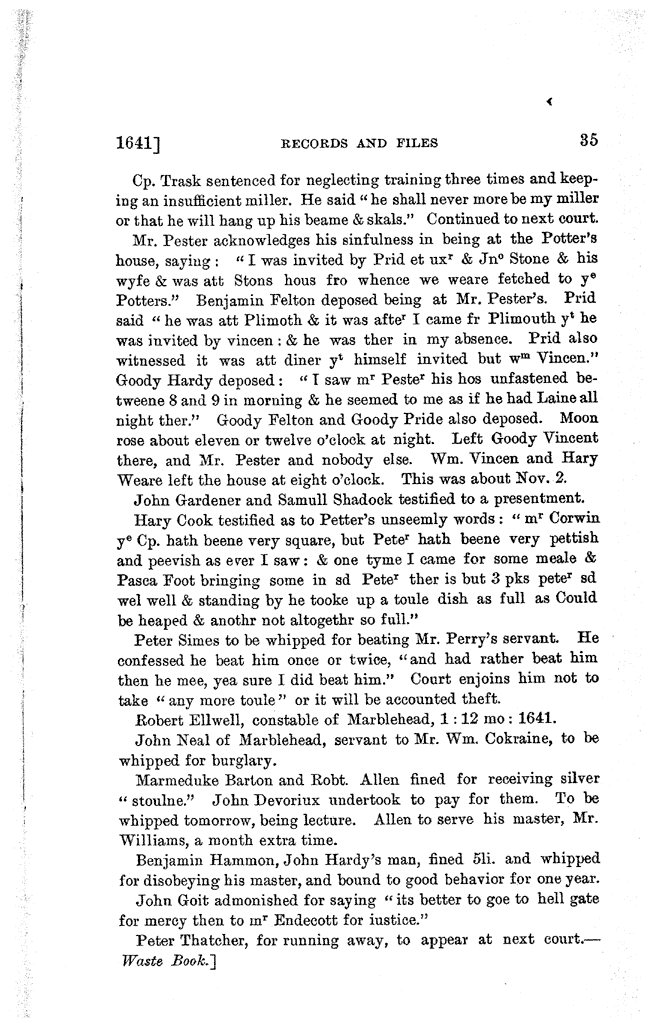 1641] RECORDS AND FILES 35
Cp. Trask sentenced for neglecting training three times and keep-
ing an insufficient miller. He said “ he shall never more be my miller
or that he will hang up his beame & skals.” Continued to next court.
Mr. Pester acknowledges his sinfulness in being at the Potter's
house, saying : “ I was invited by Prid et uxʳ & Jnᵒ Stone & his
wyfe & was att Stons hous fro whence we weare fetched to yᵉ
Potters.” Benjamin Felton deposed being at Mr. Pester's. Prid
said “ he was att Plimoth & it was afteʳ I came fr Plimouth yᵗ he
was iuvited by vincen : & he was ther in my absence. Prid also
witnessed it was att diner yᵗ himself invited but wᵐ Vincen.”
Goody Hardy deposed : “ I saw mʳ Pesteʳ his hos unfastened be-
tweene 8 and 9 in morning & he seemed to me as if he had Laine all
night ther.” Goody Felton and Goody Pride also deposed. Moon
rose about eleven or twelve o'clock at night. Left Goody Vincent
there, and Mr. Pester and nobody else. Wm. Vincen and Hary
Weare left the house at eight o'clock. This was about Nov. 2.
John Gardener and Samull Shadock testified to a presentment.
Hary Cook testified as to Petter's unseemly words : “ mʳ Corwin
yᵉ Cp. hath beene very square, but Peteʳ hath beene very pettish
and peevish as ever I saw : & one tyme I came for some meale &
Pasca Foot bringing some in sd Peteʳ ther is but 3 pks peteʳ sd
wel well & standing by he tooke up a toule dish as full as Could
be heaped & anothr not altogethr so full.”
Peter Simes to be whipped for beating Mr. Perry's servant. He
confessed he beat him once or twice, “ and had rather beat him
then he mee, yea sure I did beat him.” Court enjoins him not to
take “ any more toule ” or it will be accounted theft.
Robert Ellwell, constable of Marblehead, 1 : 12 mo : 1641.
John Neal of Marblehead, servant to Mr. Wm. Cokraine, to be
whipped for burglary.
Marmeduke Barton and Robt. Allen fined for receiving silver
“ stoulne.” John Devoriux undertook to pay for them. To be
whipped tomorrow, being lecture. Allen to serve his master, Mr.
Williams, a month extra time.
Benjamin Hammon, John Hardy's man, fined 5li. and whipped
for disobeying his master, and bound to good behavior for one year.
John Goit admonished for saying “ its better to goe to hell gate
for mercy then to mʳ Endecott for iustice.”
Peter Thatcher, for running away, to appear at next court.—
Waste Book.]